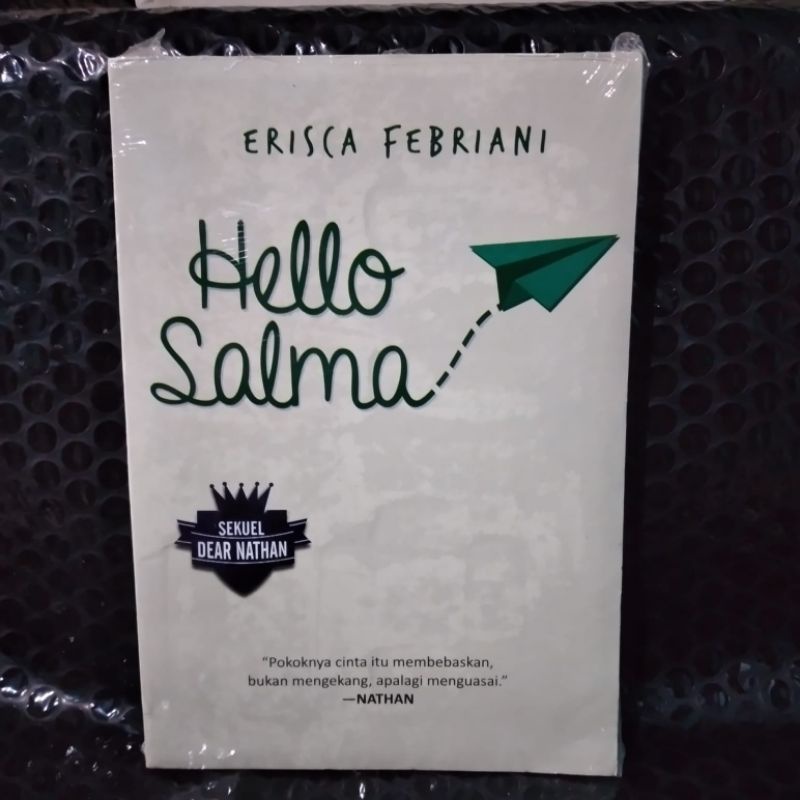 ERISCA FEBRIANI
Hello
Salma
SEKUEL
DEAR NATHAN
“Pokoknya cinta itu membebaskan,
bukan mengekang, apalagi menguasai.”
—NATHAN